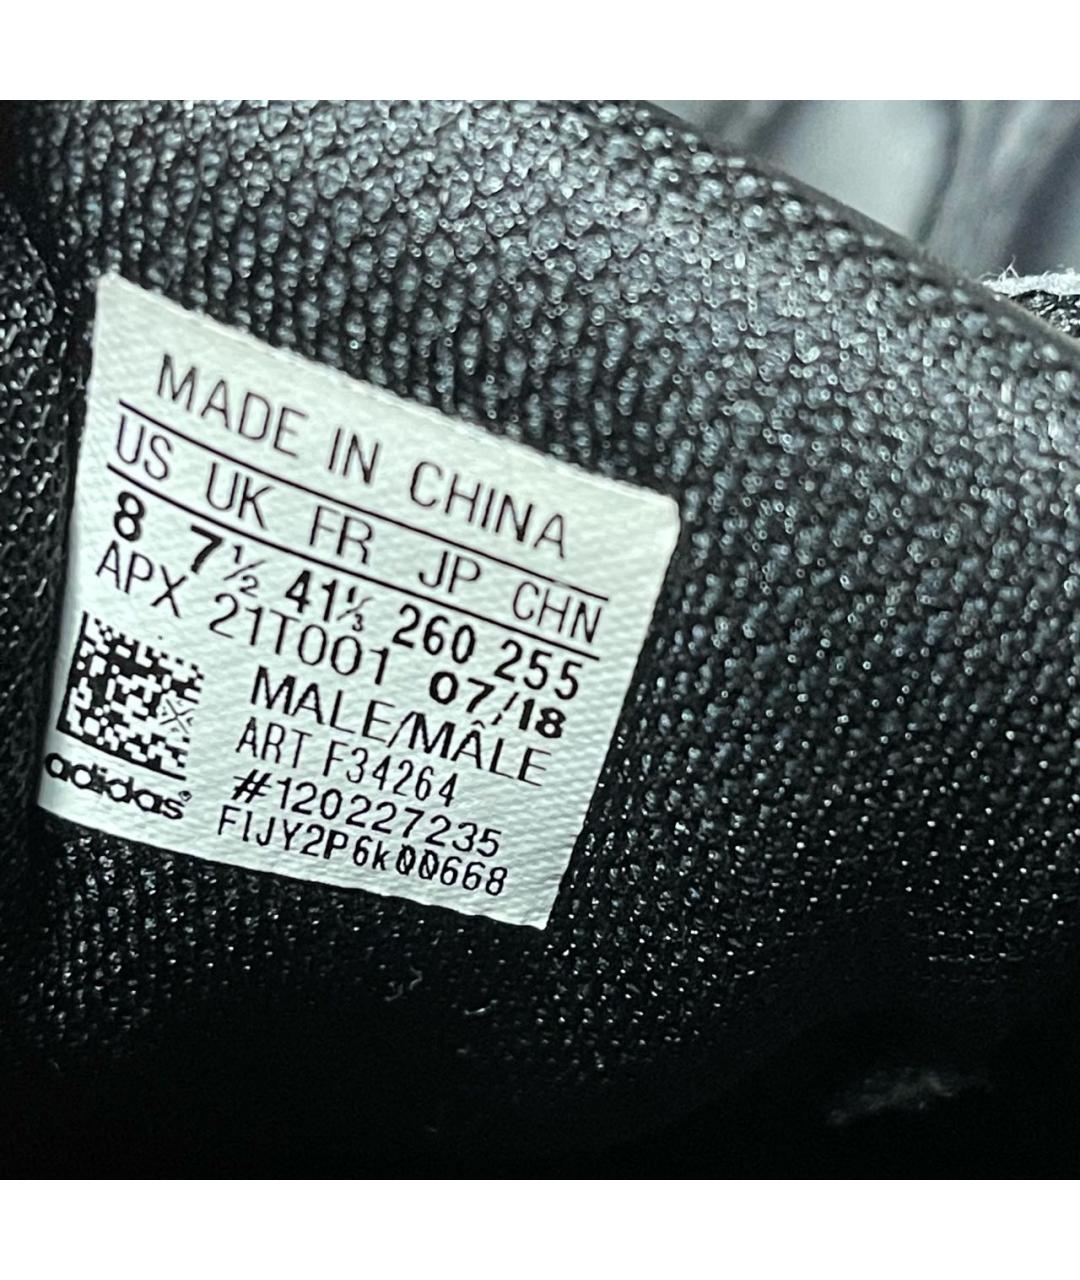 MADE IN CHINA
US UK FR JP CHN
8 7½ 41⅓ 260 255
APX 21T001 07/18
MALE/MÂLE
ART F34264
#120227235
FIJY2P6k00668
adidas®